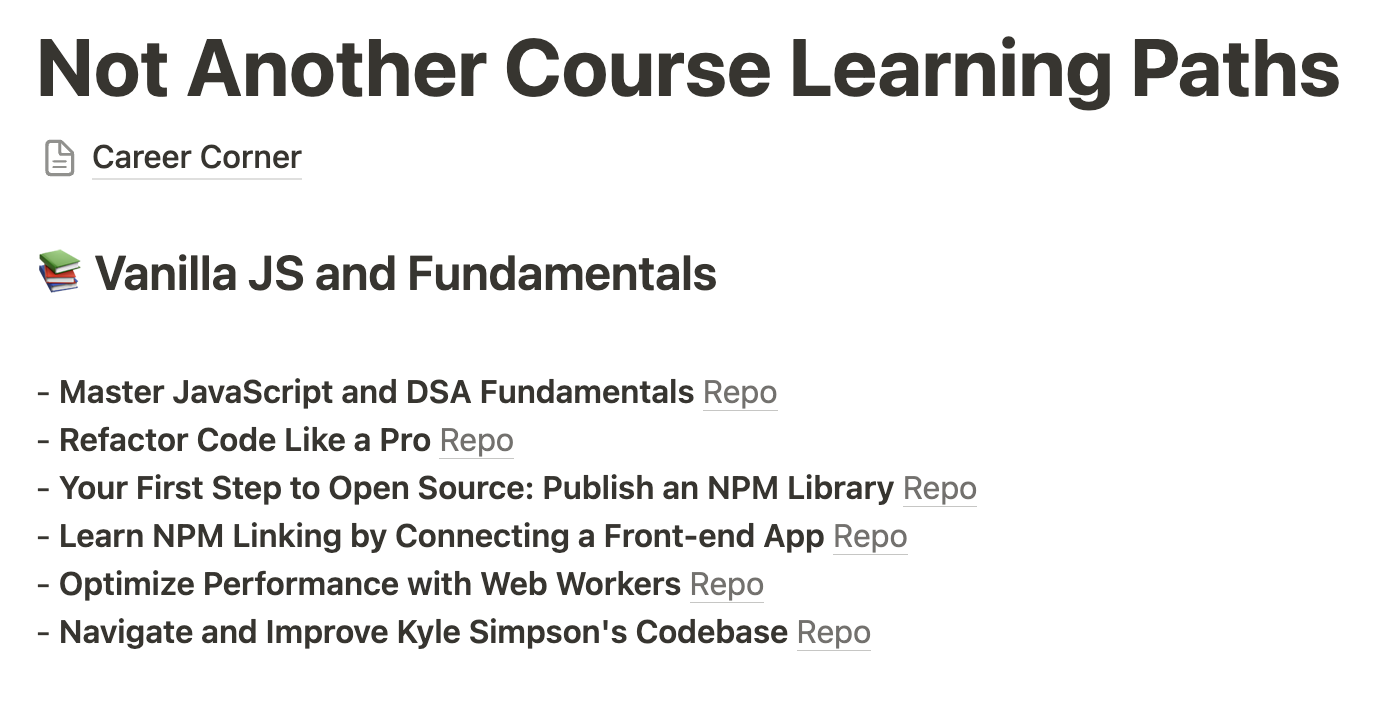 Not Another Course Learning Paths
Career Corner
Vanilla JS and Fundamentals
- Master JavaScript and DSA Fundamentals Repo
- Refactor Code Like a Pro Repo
- Your First Step to Open Source: Publish an NPM Library Repo
- Learn NPM Linking by Connecting a Front-end App Repo
- Optimize Performance with Web Workers Repo
- Navigate and Improve Kyle Simpson's Codebase Repo